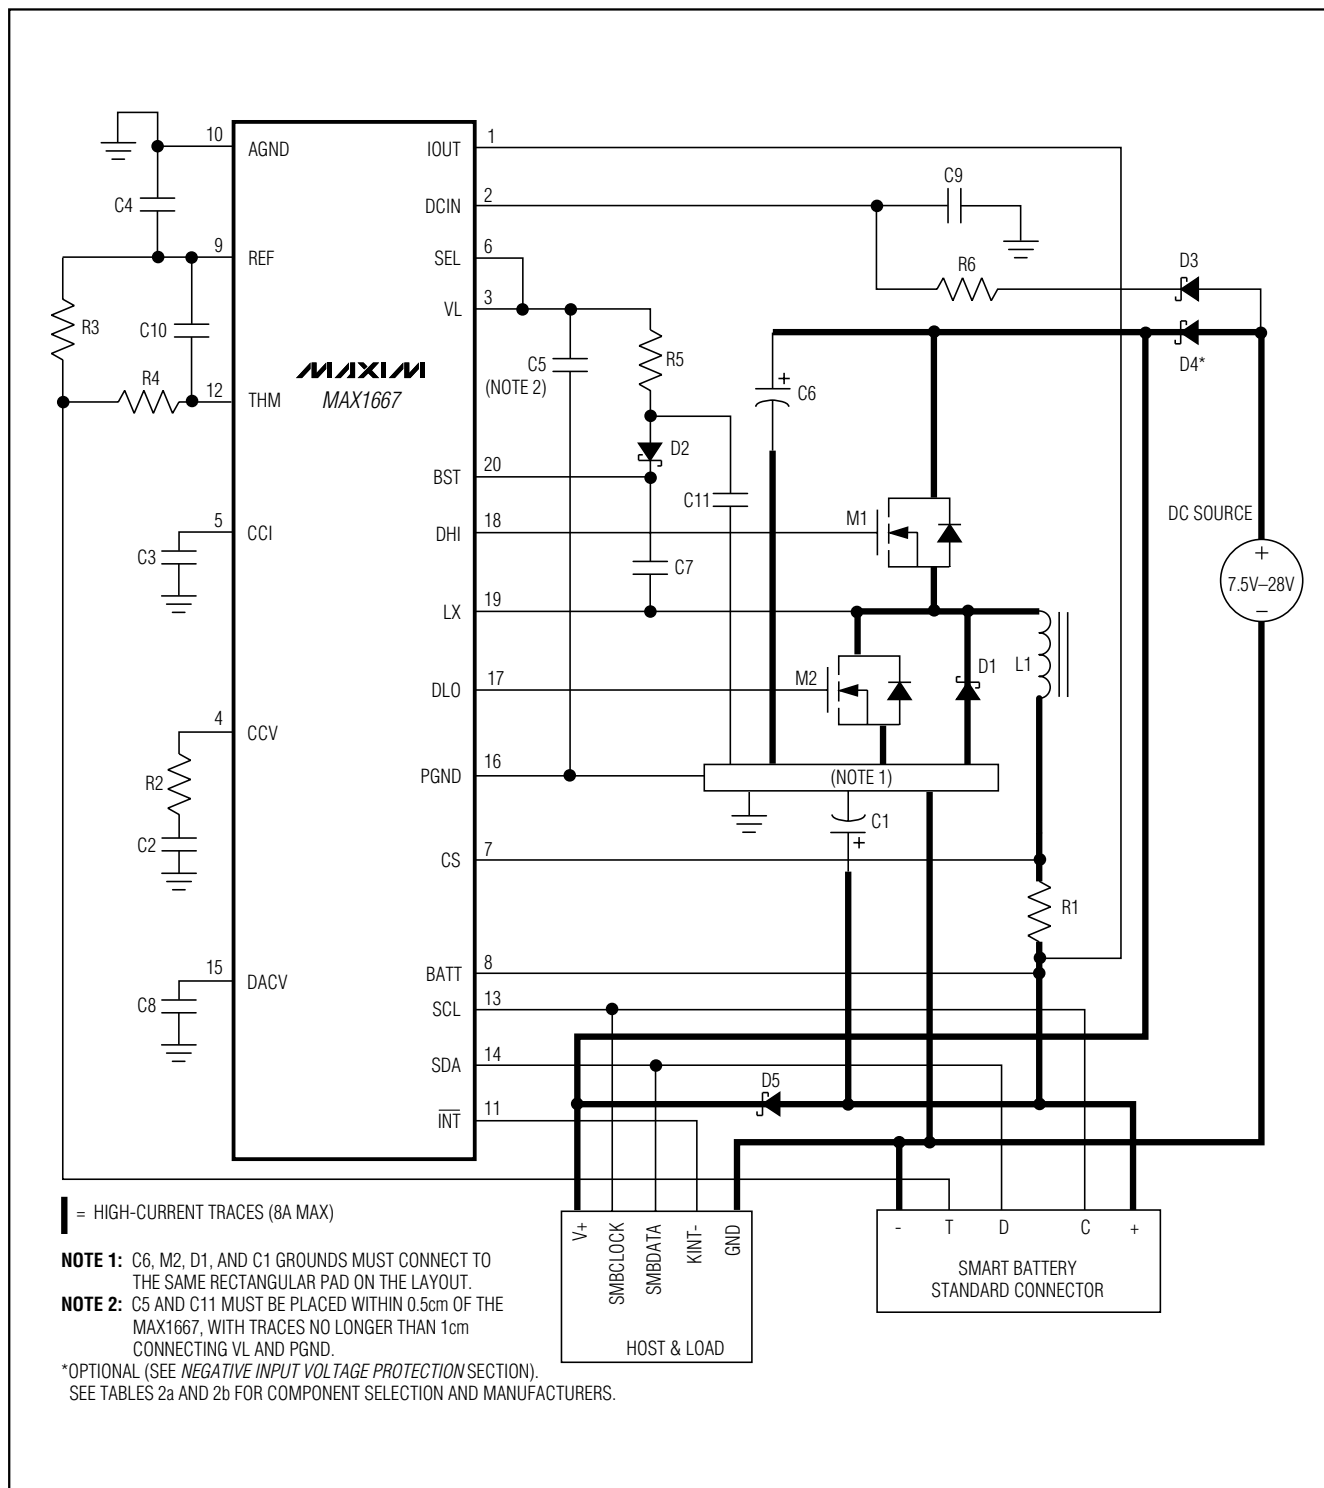 10
AGND
IOUT
1
C4
DCIN
2
C9
9
REF
SEL
6
R6
D3
VL
3
R3
C10
R4
12
THM
MAXIM
MAX1667
C5
(NOTE 2)
R5
C6
D4*
BST
20
D2
C11
5
CCI
C3
DHI
18
M1
DC SOURCE
+
7.5V–28V
–
LX
19
C7
L1
DLO
17
M2
D1
4
CCV
R2
C2
PGND
16
(NOTE 1)
C1
+
CS
7
R1
15
DACV
C8
BATT
8
SCL
13
SDA
14
D5
INT
11
= HIGH-CURRENT TRACES (8A MAX)
NOTE 1: C6, M2, D1, AND C1 GROUNDS MUST CONNECT TO
THE SAME RECTANGULAR PAD ON THE LAYOUT.
NOTE 2: C5 AND C11 MUST BE PLACED WITHIN 0.5cm OF THE
MAX1667, WITH TRACES NO LONGER THAN 1cm
CONNECTING VL AND PGND.
*OPTIONAL (SEE NEGATIVE INPUT VOLTAGE PROTECTION SECTION).
SEE TABLES 2a AND 2b FOR COMPONENT SELECTION AND MANUFACTURERS.
V+
SMBCLOCK
SMBDATA
KINT-
GND
HOST & LOAD
- T D C +
SMART BATTERY
STANDARD CONNECTOR